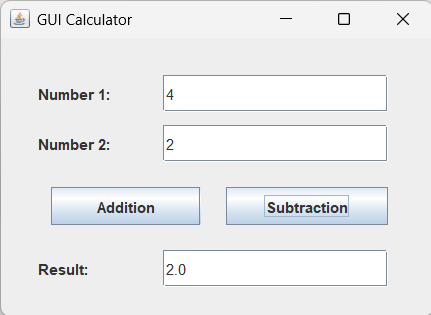 GUI Calculator
Number 1: 4
Number 2: 2
Addition Subtraction
Result: 2.0